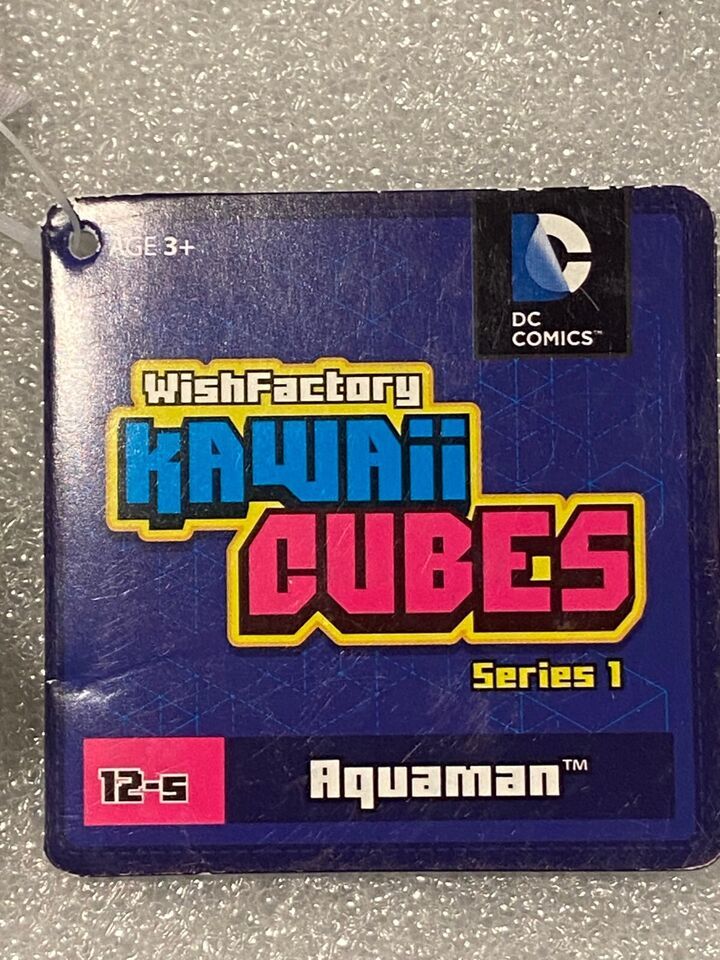 AGE 3+
DC
COMICS™
WishFactory
KAWAii
CUBES
Series 1
12-s
Aquaman™